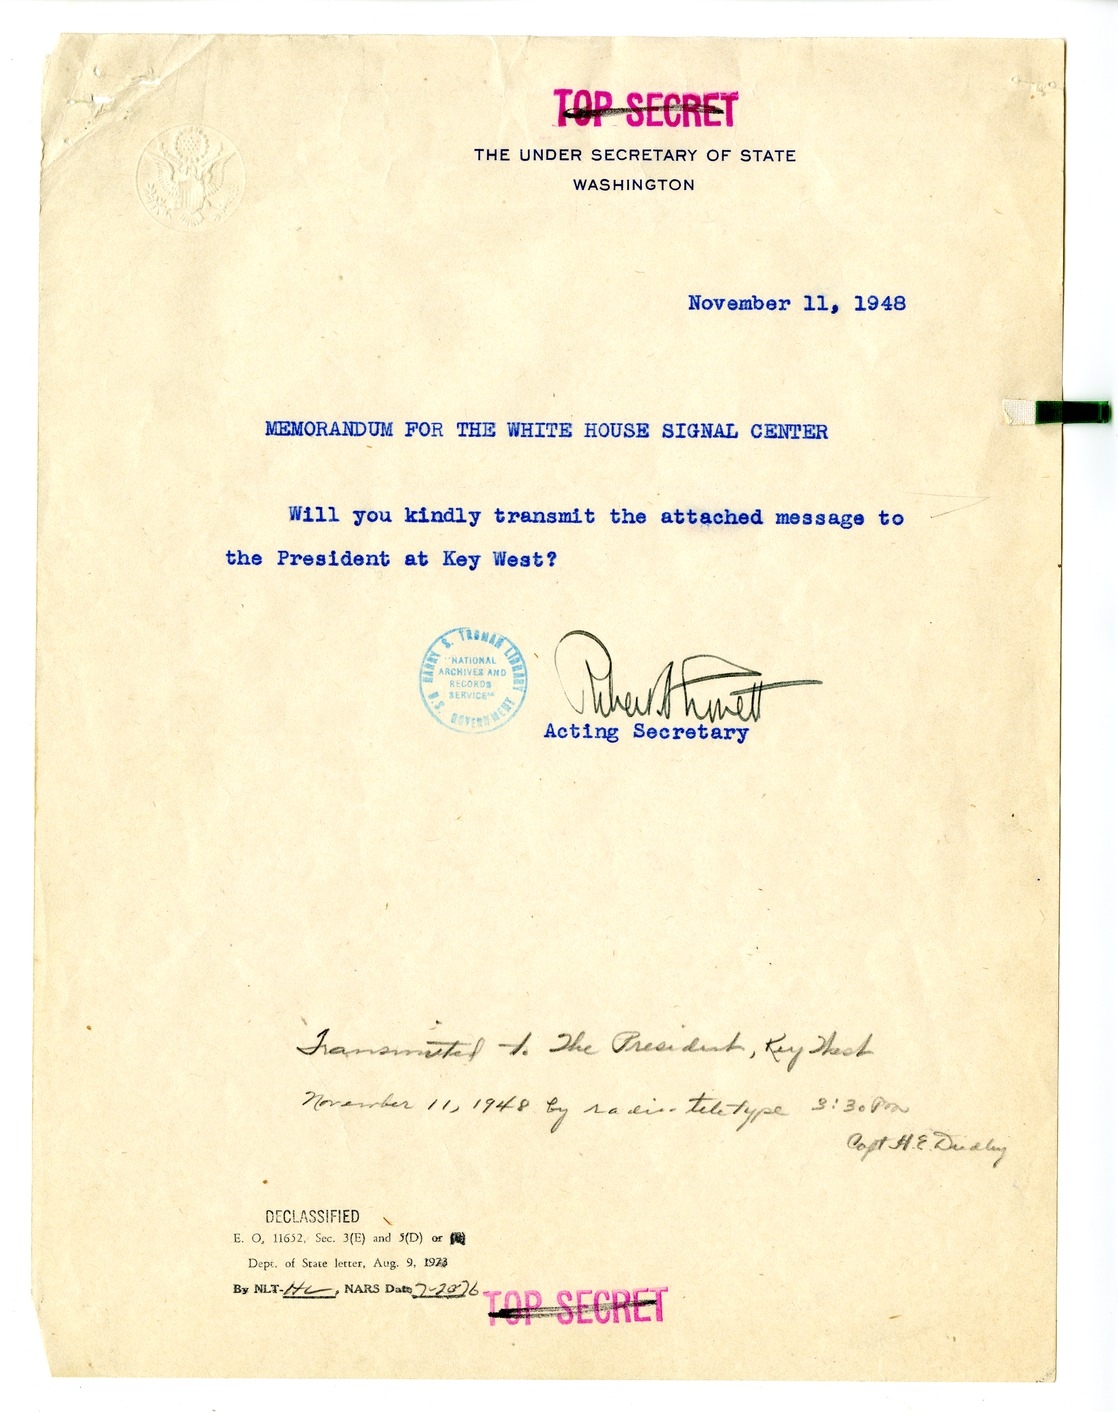 TOP SECRET
THE UNDER SECRETARY OF STATE
WASHINGTON
November 11, 1948
MEMORANDUM FOR THE WHITE HOUSE SIGNAL CENTER
Will you kindly transmit the attached message to
the President at Key West?
HARRY S. TRUMAN LIBRARY
"NATIONAL
ARCHIVES AND
RECORDS
SERVICE"
U.S. GOVERNMENT
Robert A Lovett
Acting Secretary
Transmitted to The President, Key West
November 11, 1948 by radio-teletype 3:30 Pm
Capt H.E. Dudley
DECLASSIFIED
E. O. 11652, Sec. 3(E) and 5(D) or
Dept. of State letter, Aug. 9, 1973
By NLT-HC, NARS Date 7-20-76
TOP SECRET